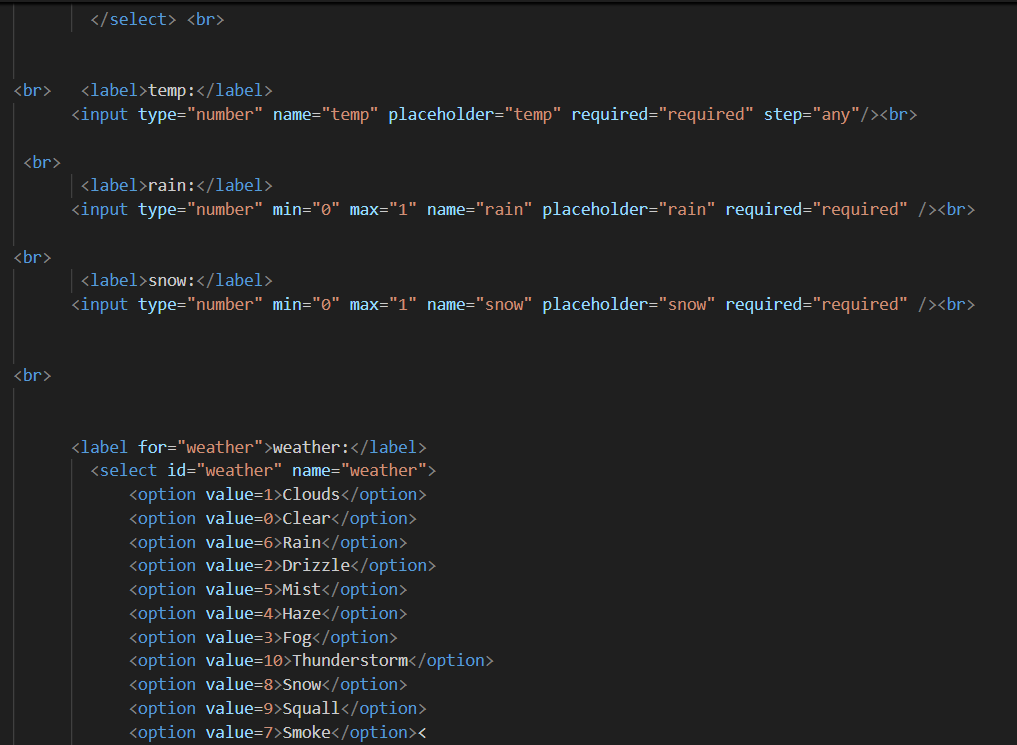 </select> <br>
<br> <label>temp:</label>
<input type="number" name="temp" placeholder="temp" required="required" step="any"/><br>
<br>
<label>rain:</label>
<input type="number" min="0" max="1" name="rain" placeholder="rain" required="required" /><br>
<br>
<label>snow:</label>
<input type="number" min="0" max="1" name="snow" placeholder="snow" required="required" /><br>
<br>
<label for="weather">weather:</label>
<select id="weather" name="weather">
<option value=1>Clouds</option>
<option value=0>Clear</option>
<option value=6>Rain</option>
<option value=2>Drizzle</option>
<option value=5>Mist</option>
<option value=4>Haze</option>
<option value=3>Fog</option>
<option value=10>Thunderstorm</option>
<option value=8>Snow</option>
<option value=9>Squall</option>
<option value=7>Smoke</option><